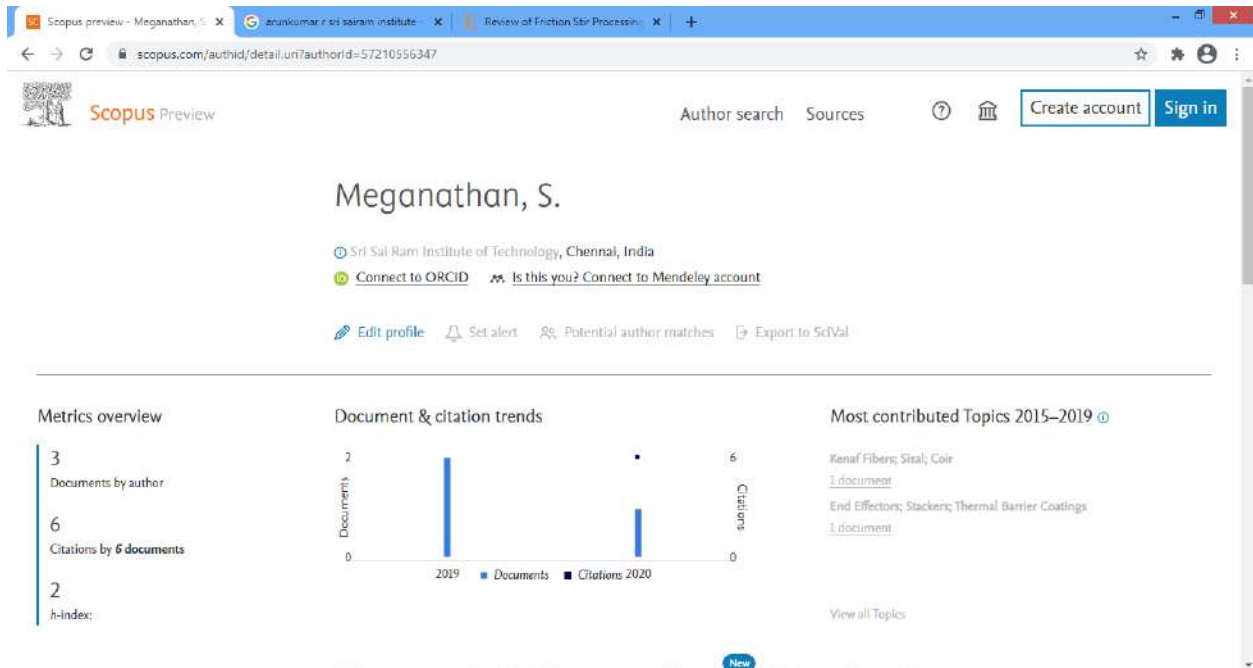 Scopus preview - Meganathan, S
arunkumar r sri sairam institute
Review of Friction Stir Processing
scopus.com/authid/detail.uri?authorId=57210556347
Scopus Preview
Author search Sources
Create account Sign in
Meganathan, S.
Sri Sai Ram Institute of Technology, Chennai, India
Connect to ORCID Is this you? Connect to Mendeley account
Edit profile Set alert Potential author matches Export to SciVal
Metrics overview
3
Documents by author
6
Citations by 6 documents
2
h-index:
Document & citation trends
2 6
Documents Citations
0 0
2019 Documents Citations 2020
Most contributed Topics 2015–2019
Kenaf Fibers; Sisal; Coir
1 document
End Effectors; Stackers; Thermal Barrier Coatings
1 document
View all Topics
New